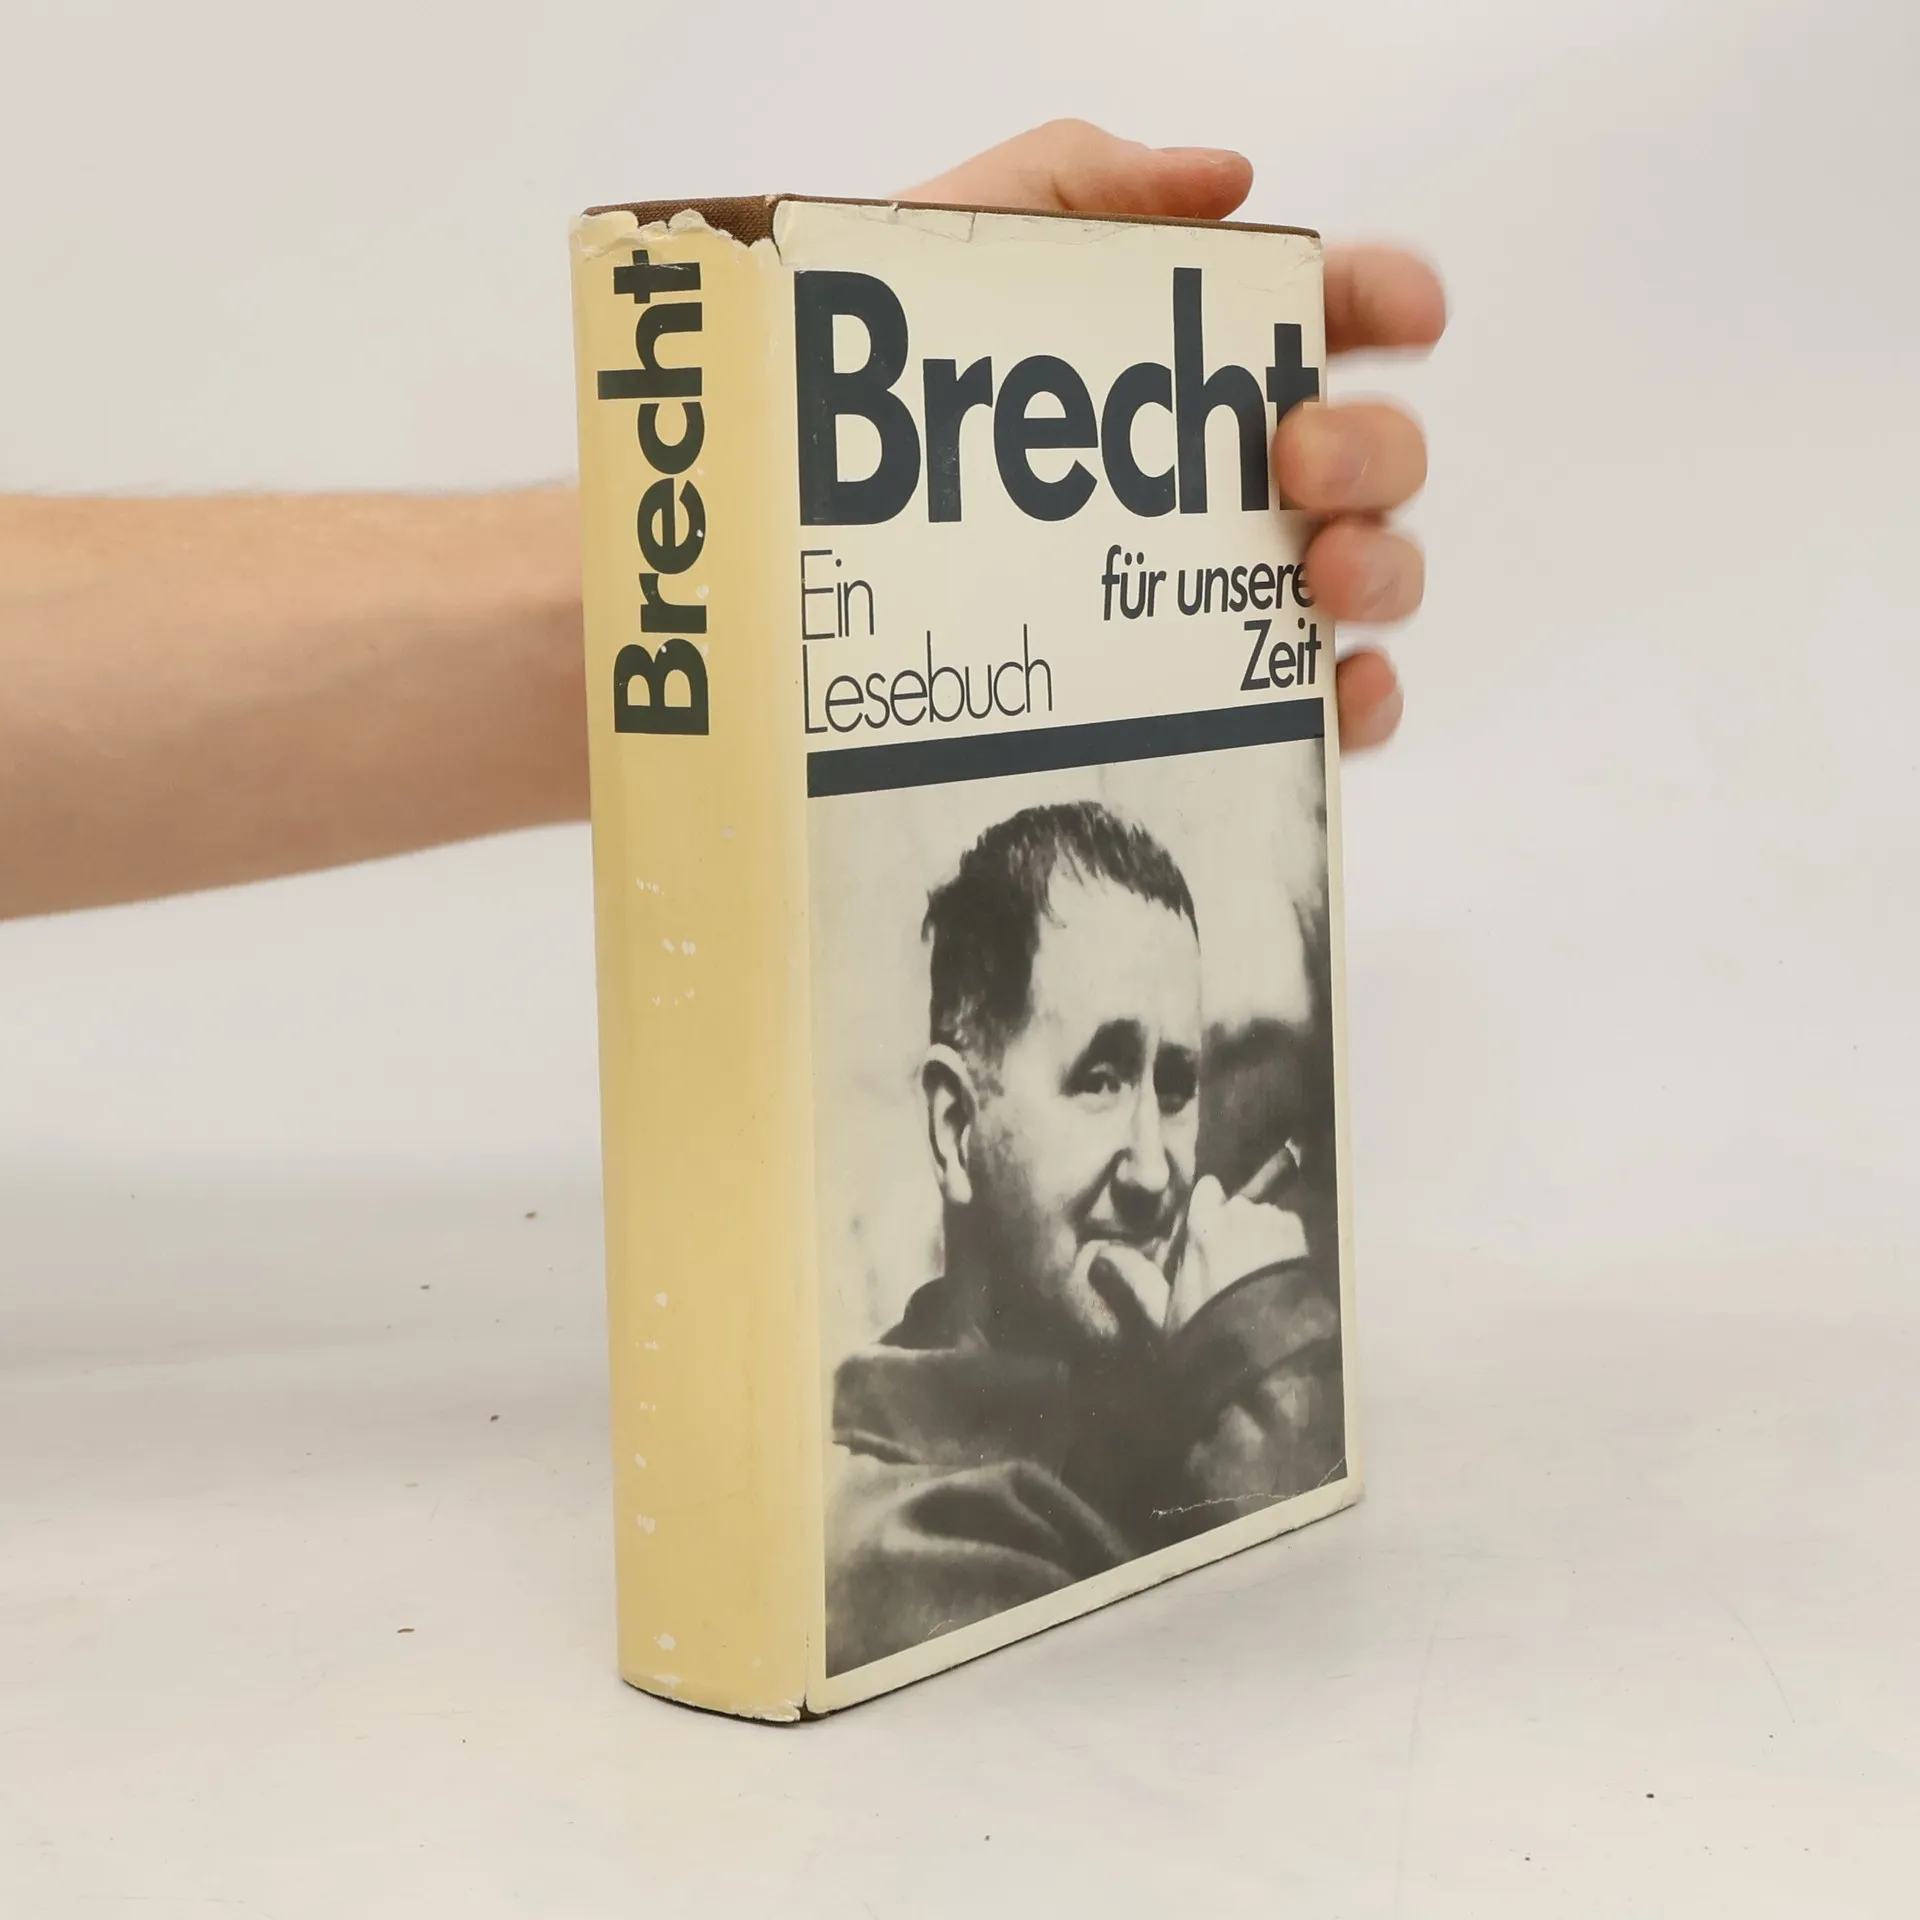 Brecht
Brecht
Ein
Lesebuch
für unsere
Zeit